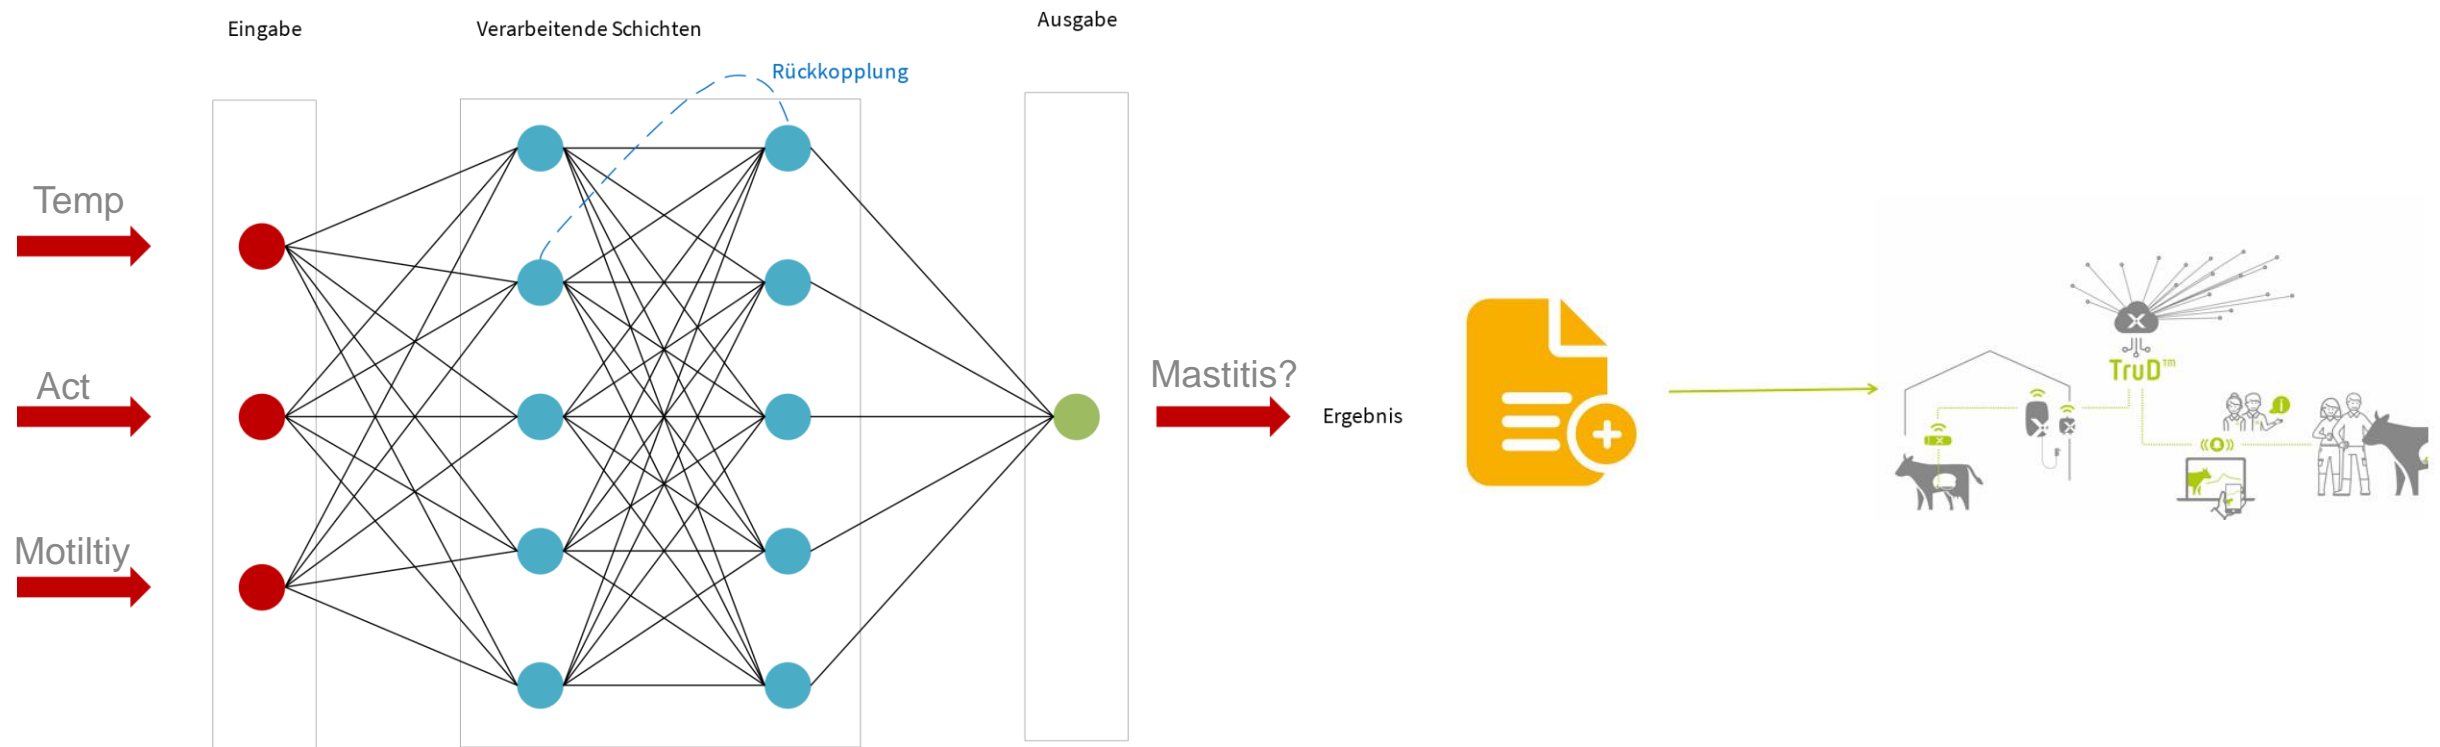 Eingabe
Verarbeitende Schichten
Ausgabe
Rückkopplung
Temp
Act
Motiltiy
Mastitis?
Ergebnis
TruD™